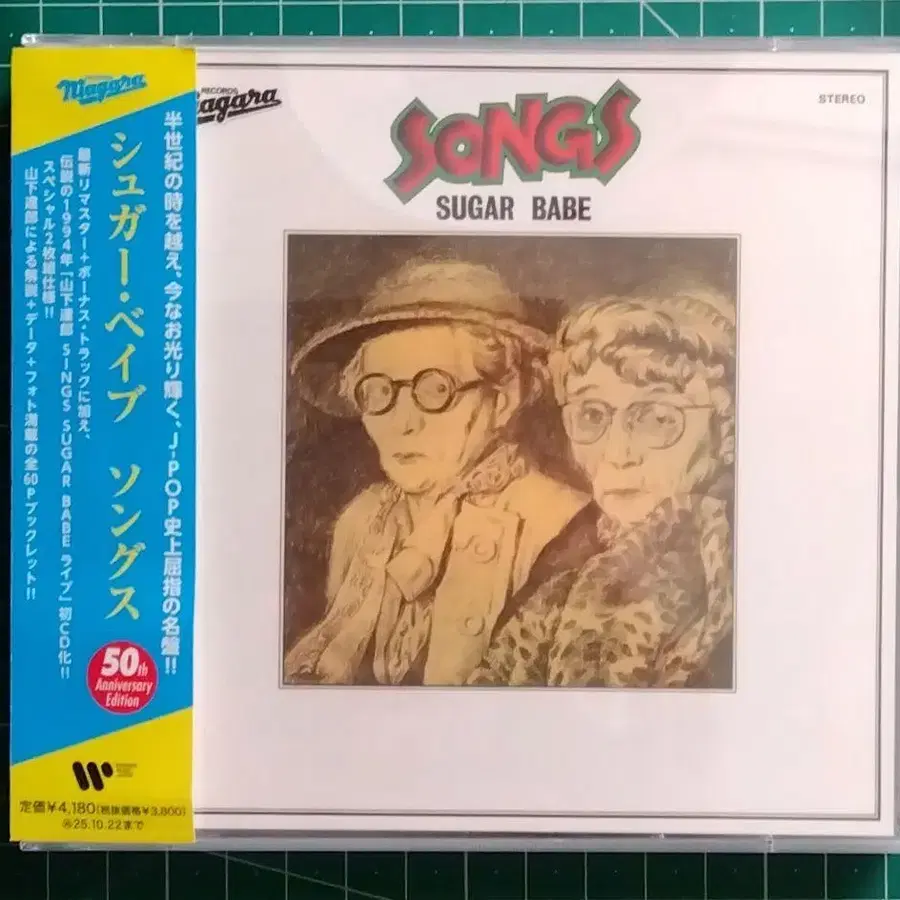 Niagara
半世紀の時を越え、今なお光り輝く、J-POP史上屈指の名盤!!
シュガー・ベイブ ソングス
最新リマスター+ボーナス・トラックに加え、
伝説の1994年「山下達郎 SINGS SUGAR BABE ライブ」初CD化!!
スペシャル2枚組仕様!!
山下達郎による解説+データ+フォト満載の全60Pブックレット!!
50th
Anniversary
Edition
定価¥4,180(税抜価格¥3,800)
25.10.22まで
RECORDS
agara
SONGS
SUGAR BABE
STEREO